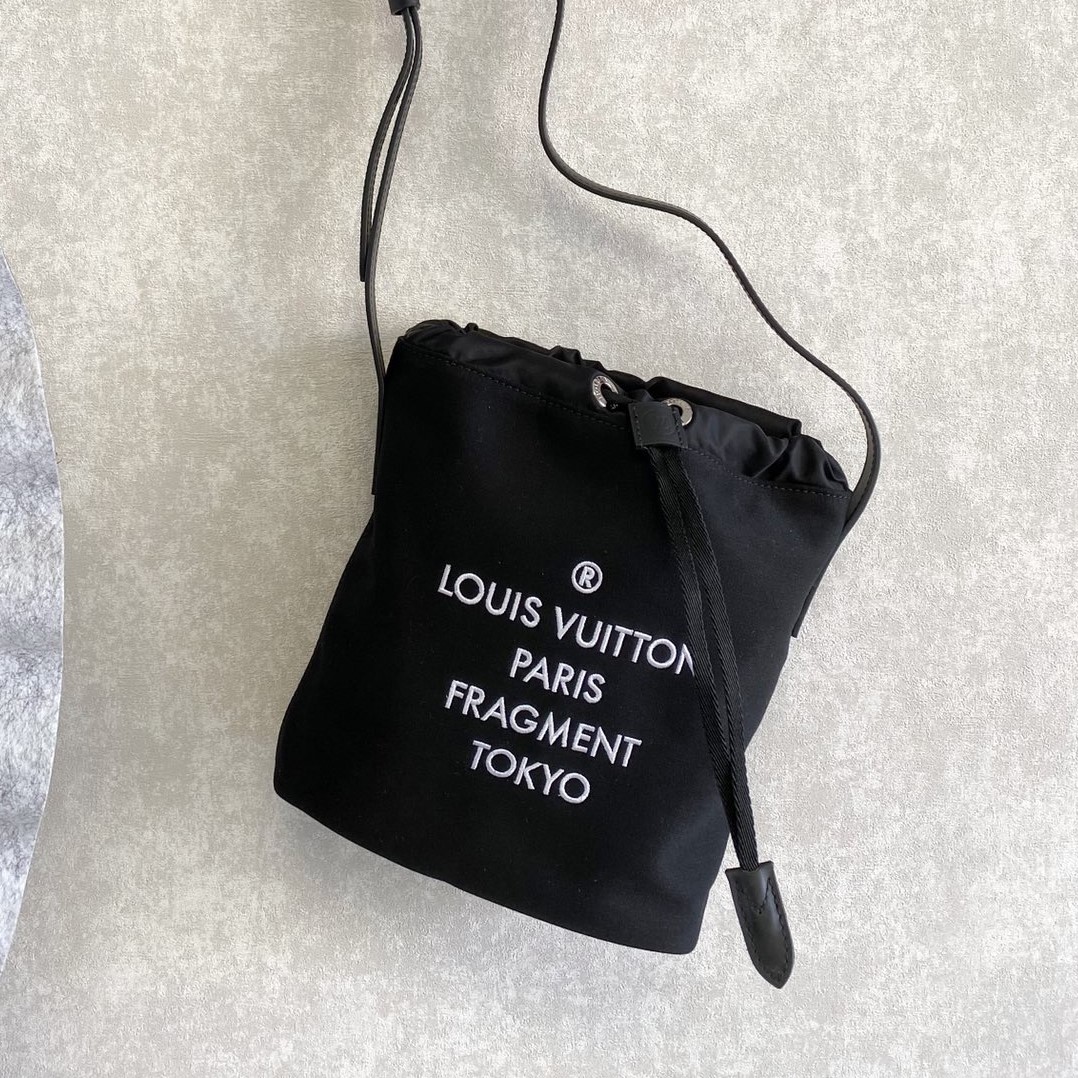 ®
LOUIS VUITTON
PARIS
FRAGMENT
TOKYO